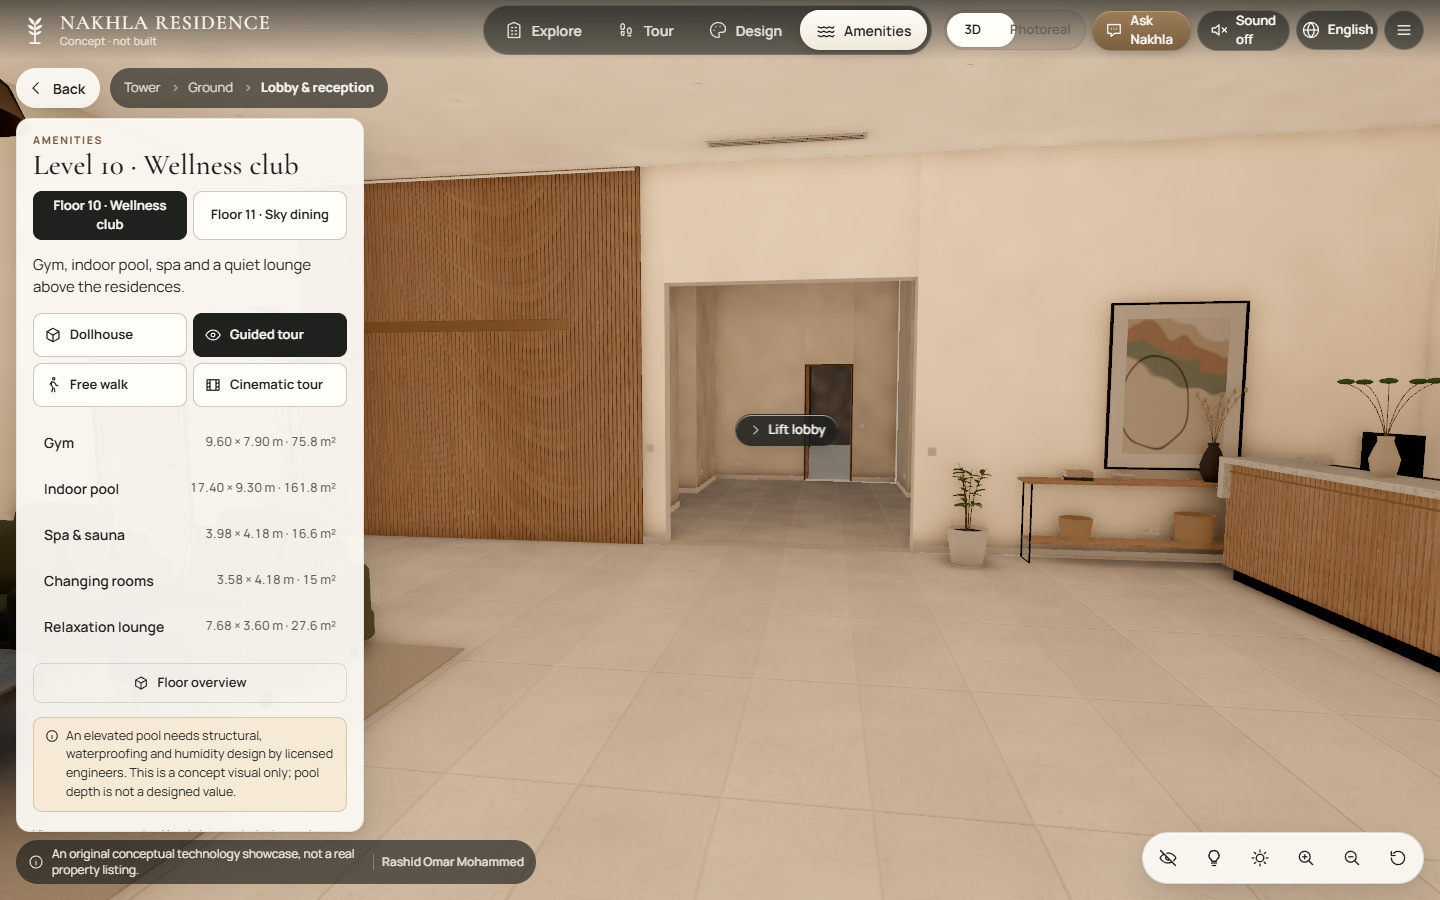 NAKHLA RESIDENCE
Concept · not built
Explore
Tour
Design
Amenities
3D
Photoreal
Ask
Nakhla
Sound
off
English
Back
Tower > Ground > Lobby & reception
AMENITIES
Level 10 · Wellness club
Floor 10 · Wellness
club
Floor 11 · Sky dining
Gym, indoor pool, spa and a quiet lounge
above the residences.
Dollhouse
Guided tour
Free walk
Cinematic tour
Gym 9.60 × 7.90 m · 75.8 m²
Indoor pool 17.40 × 9.30 m · 161.8 m²
Spa & sauna 3.98 × 4.18 m · 16.6 m²
Changing rooms 3.58 × 4.18 m · 15 m²
Relaxation lounge 7.68 × 3.60 m · 27.6 m²
Floor overview
An elevated pool needs structural,
waterproofing and humidity design by licensed
engineers. This is a concept visual only; pool
depth is not a designed value.
Lift lobby
An original conceptual technology showcase, not a real
property listing.
Rashid Omar Mohammed